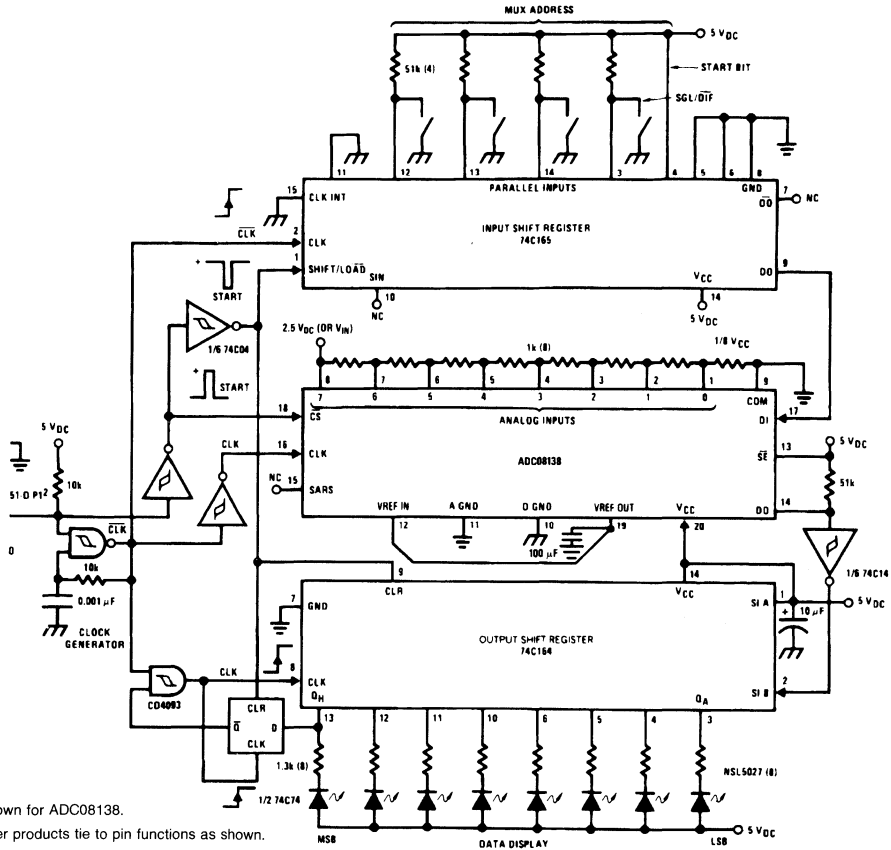 MUX ADDRESS
5 VDC
51k (4)
START BIT
SGL/DIF
11
12
13
14
3
4
5
6
8
PARALLEL INPUTS
GND
15
CLK INT
DO
7
NC
INPUT SHIFT REGISTER
74C165
CLK
2
CLK
1
SHIFT/LOAD
SIN
VCC
DO
9
10
NC
14
5 VDC
START
1/6 74C04
2.5 VDC (OR VIN)
1k (8)
1/8 VCC
START
8
7
6
5
4
3
2
1
9
7
6
5
4
3
2
1
0
COM
18
CS
ANALOG INPUTS
DI
17
5 VDC
CLK
16
CLK
ADC08138
SE
13
5 VDC
10k
NC
15
SARS
51k
51-D P1²
DO
14
VREF IN
A GND
D GND
VREF OUT
VCC
12
11
10
19
20
CLK
100 µF
1/6 74C14
0
10k
0.001 µF
CLOCK
GENERATOR
9
CLR
14
VCC
7
GND
SI A
1
10 µF
5 VDC
OUTPUT SHIFT REGISTER
74C164
CLK
8
CLK
QH
QA
SI B
2
CD4093
CLR
Q
D
CLK
13
12
11
10
6
5
4
3
1.3k (8)
NSL5027 (8)
1/2 74C74
MSB
DATA DISPLAY
LSB
5 VDC
own for ADC08138.
er products tie to pin functions as shown.